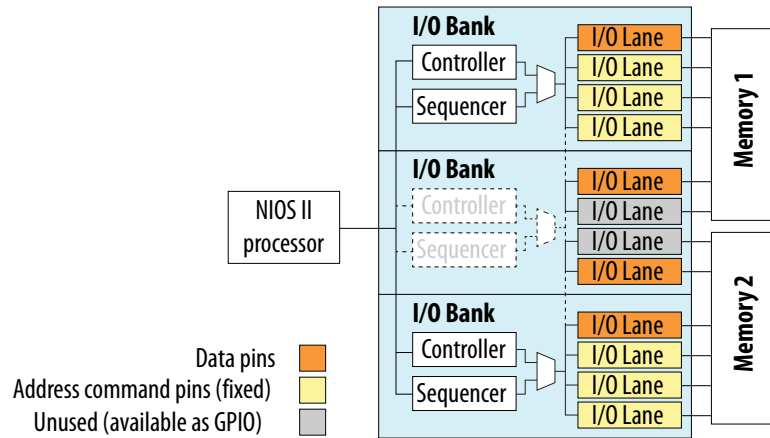 I/O Bank
Controller
Sequencer
I/O Lane
I/O Lane
I/O Lane
I/O Lane
Memory 1
I/O Bank
Controller
Sequencer
I/O Lane
I/O Lane
I/O Lane
I/O Lane
NIOS II
processor
Memory 2
I/O Bank
Controller
Sequencer
I/O Lane
I/O Lane
I/O Lane
I/O Lane
Data pins
Address command pins (fixed)
Unused (available as GPIO)